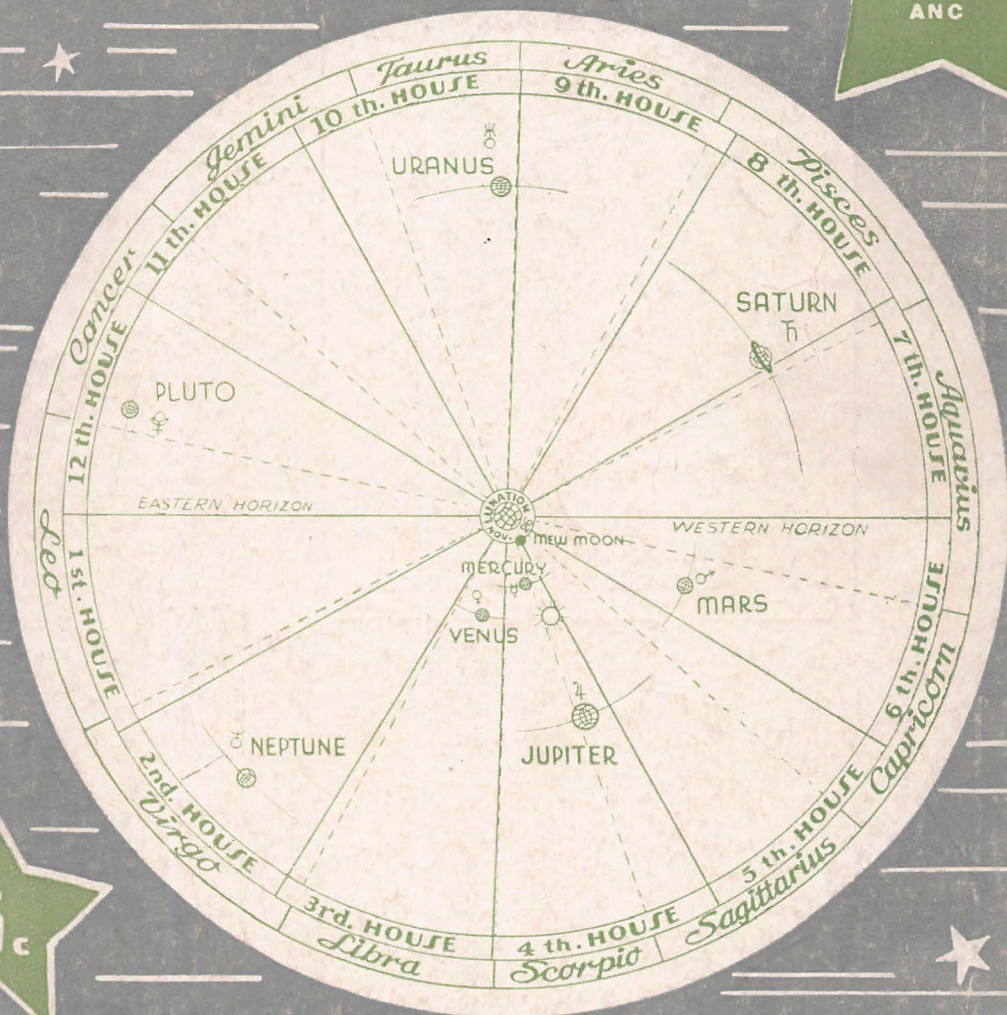 ANC
Taurus
Aries
Gemini
10 th. HOUSE
9 th. HOUSE
Pisces
8 th. HOUSE
11 th. HOUSE
Cancer
URANUS
SATURN
12 th. HOUSE
PLUTO
7 th. HOUSE
Aquarius
EASTERN HORIZON
WESTERN HORIZON
LUNATION
NOV.
MEW MOON
Leo
1st. HOUSE
MERCURY
MARS
VENUS
6 th. HOUSE
Capricorn
NEPTUNE
JUPITER
2nd. HOUSE
Virgo
5 th. HOUSE
Sagittarius
3rd. HOUSE
Libra
4 th. HOUSE
Scorpio
C